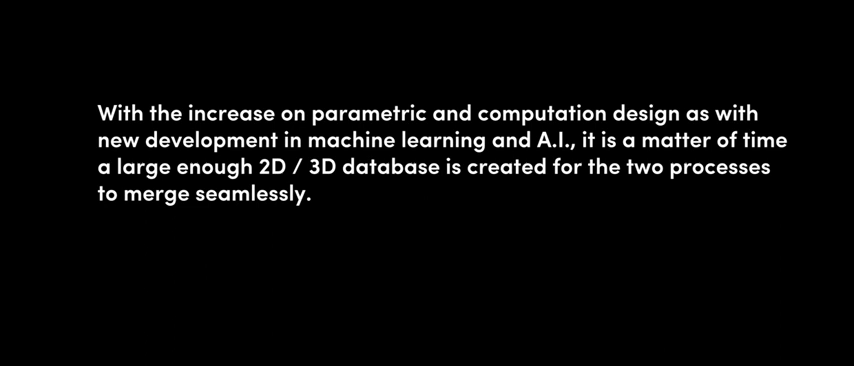 With the increase on parametric and computation design as with
new development in machine learning and A.I., it is a matter of time
a large enough 2D / 3D database is created for the two processes
to merge seamlessly.